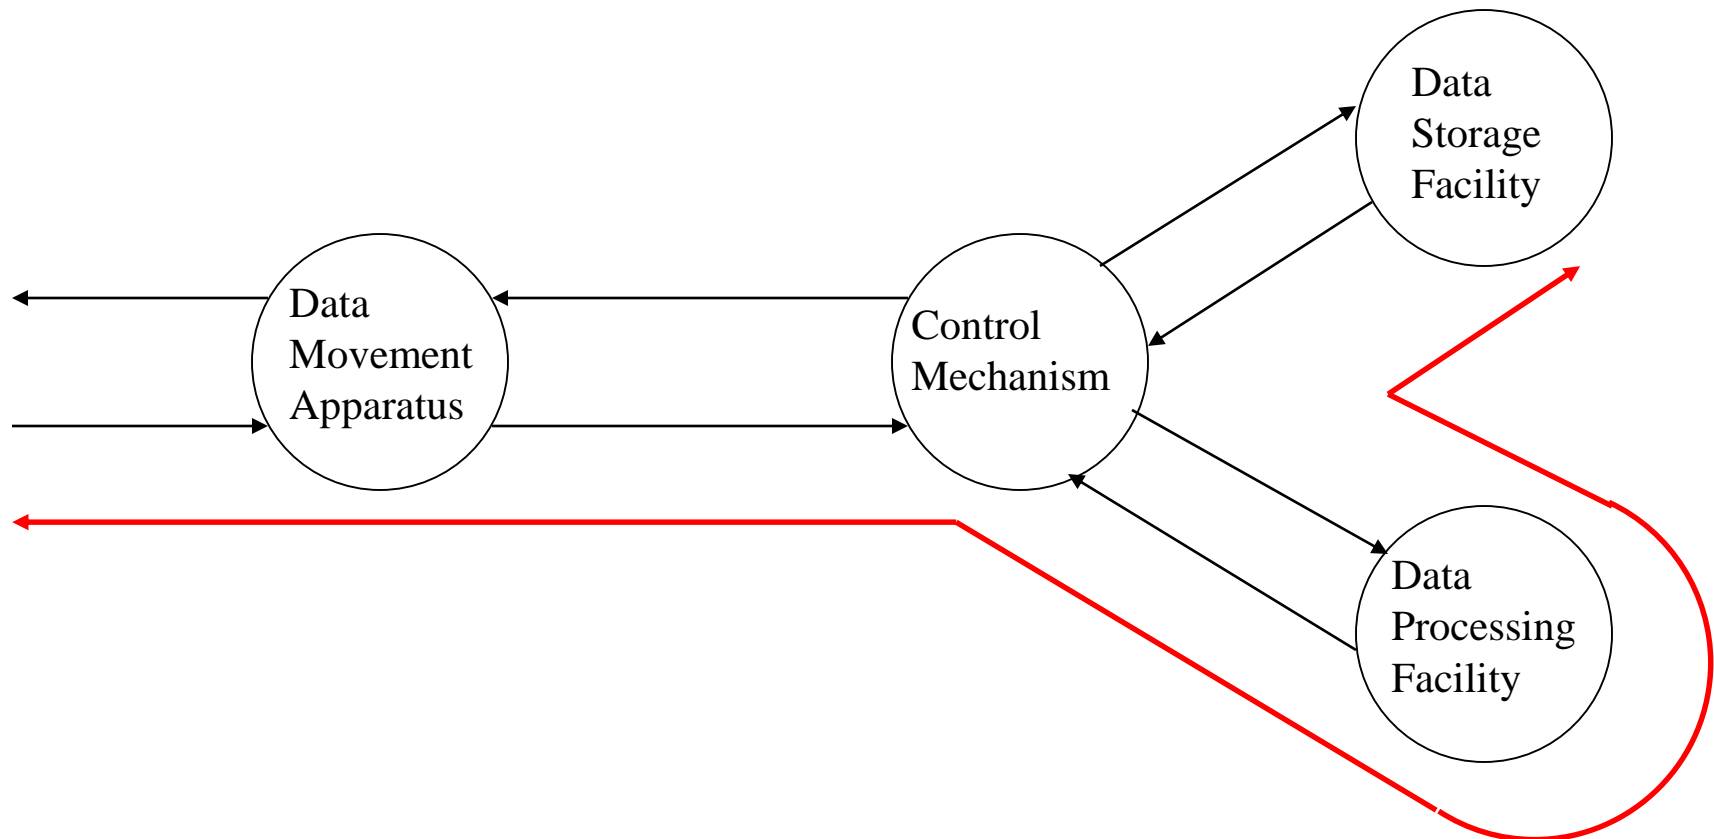 Data
Movement
Apparatus
Control
Mechanism
Data
Storage
Facility
Data
Processing
Facility